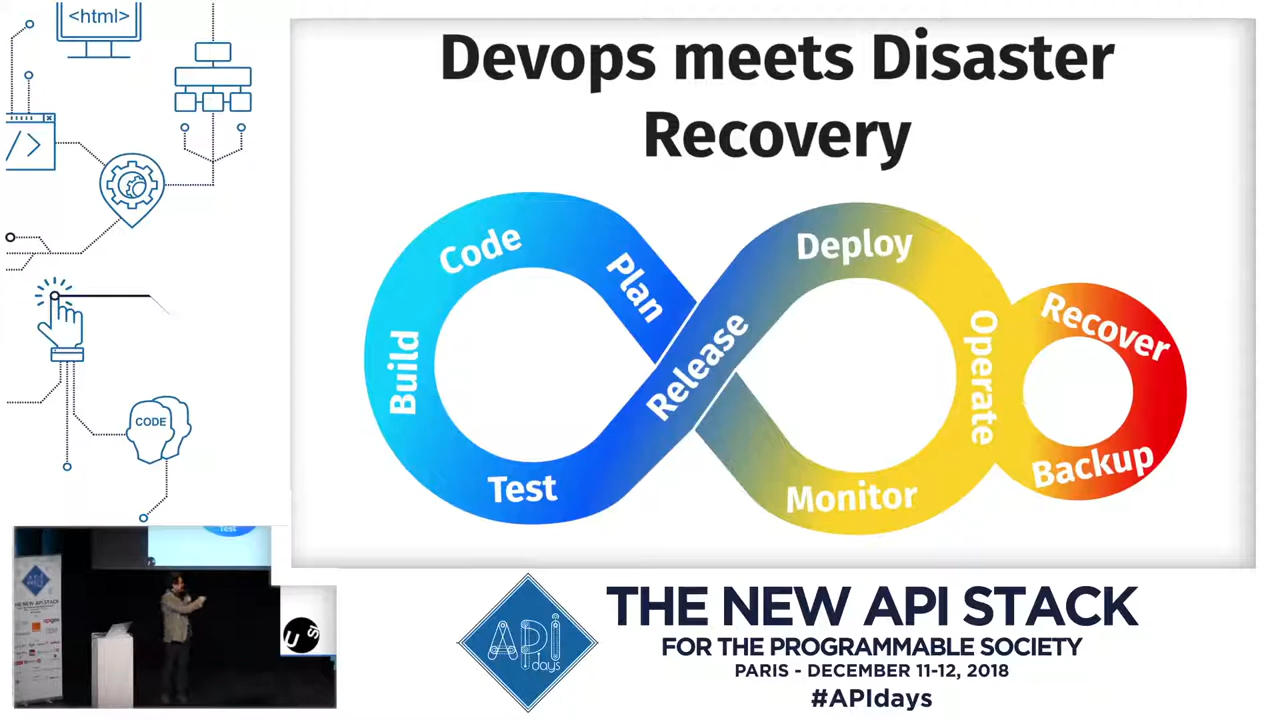 <html>
Devops meets Disaster
Recovery
/>
Code
Plan
Deploy
Release
Build
Operate
Recover
Backup
Test
Monitor
CODE
Test
API
days
THE NEW API STACK
FOR THE PROGRAMMABLE SOCIETY
PARIS - DECEMBER 11-12, 2018
#APIdays